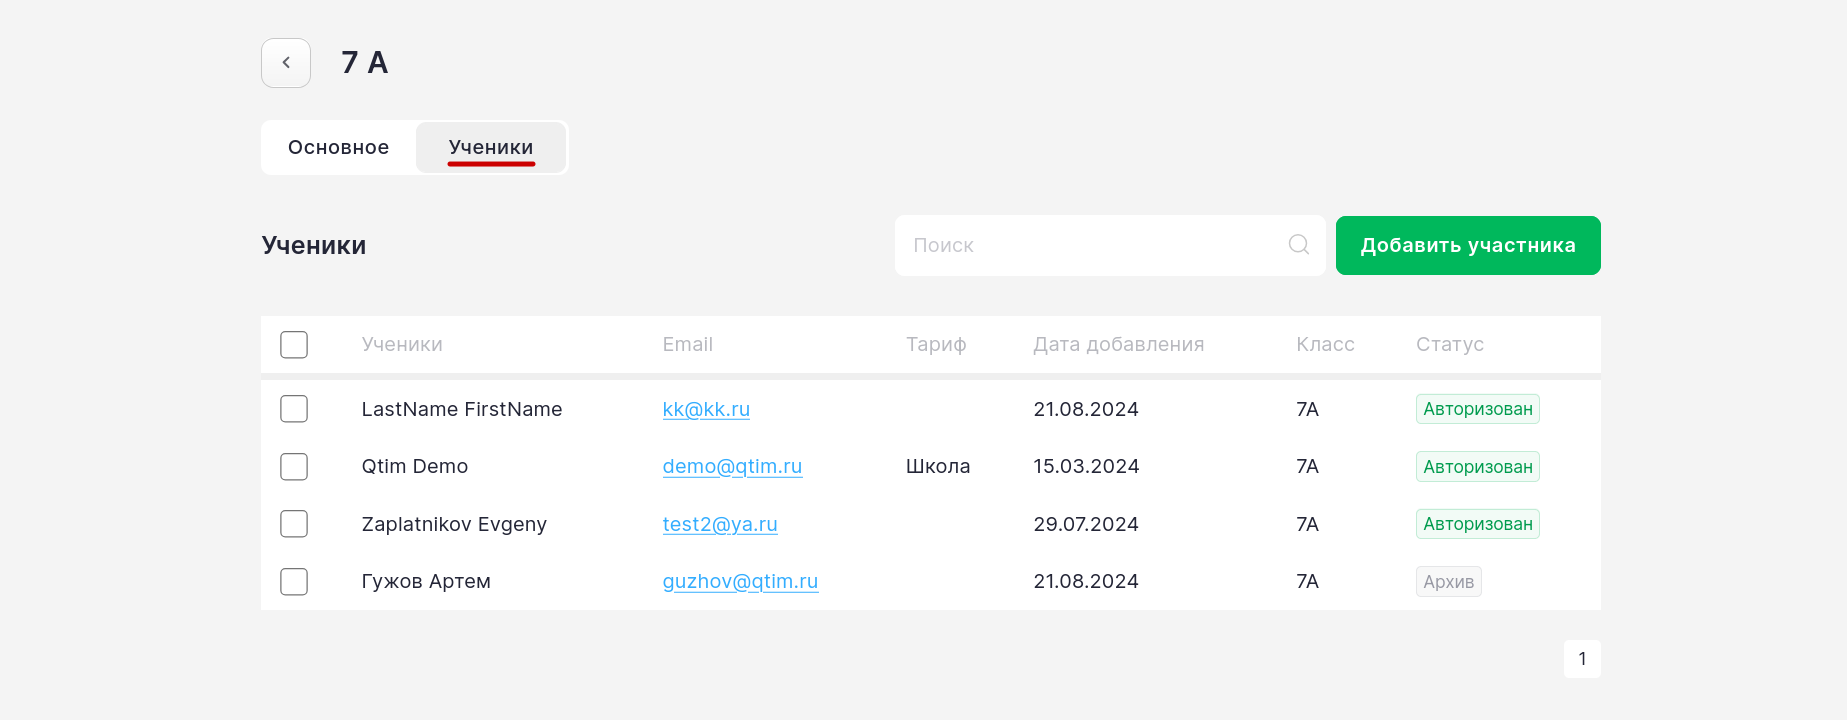 7 А
Основное Ученики
Ученики Поиск Добавить участника
Ученики Email Тариф Дата добавления Класс Статус
LastName FirstName kk@kk.ru 21.08.2024 7А Авторизован
Qtim Demo demo@qtim.ru Школа 15.03.2024 7А Авторизован
Zaplatnikov Evgeny test2@ya.ru 29.07.2024 7А Авторизован
Гужов Артем guzhov@qtim.ru 21.08.2024 7А Архив
1